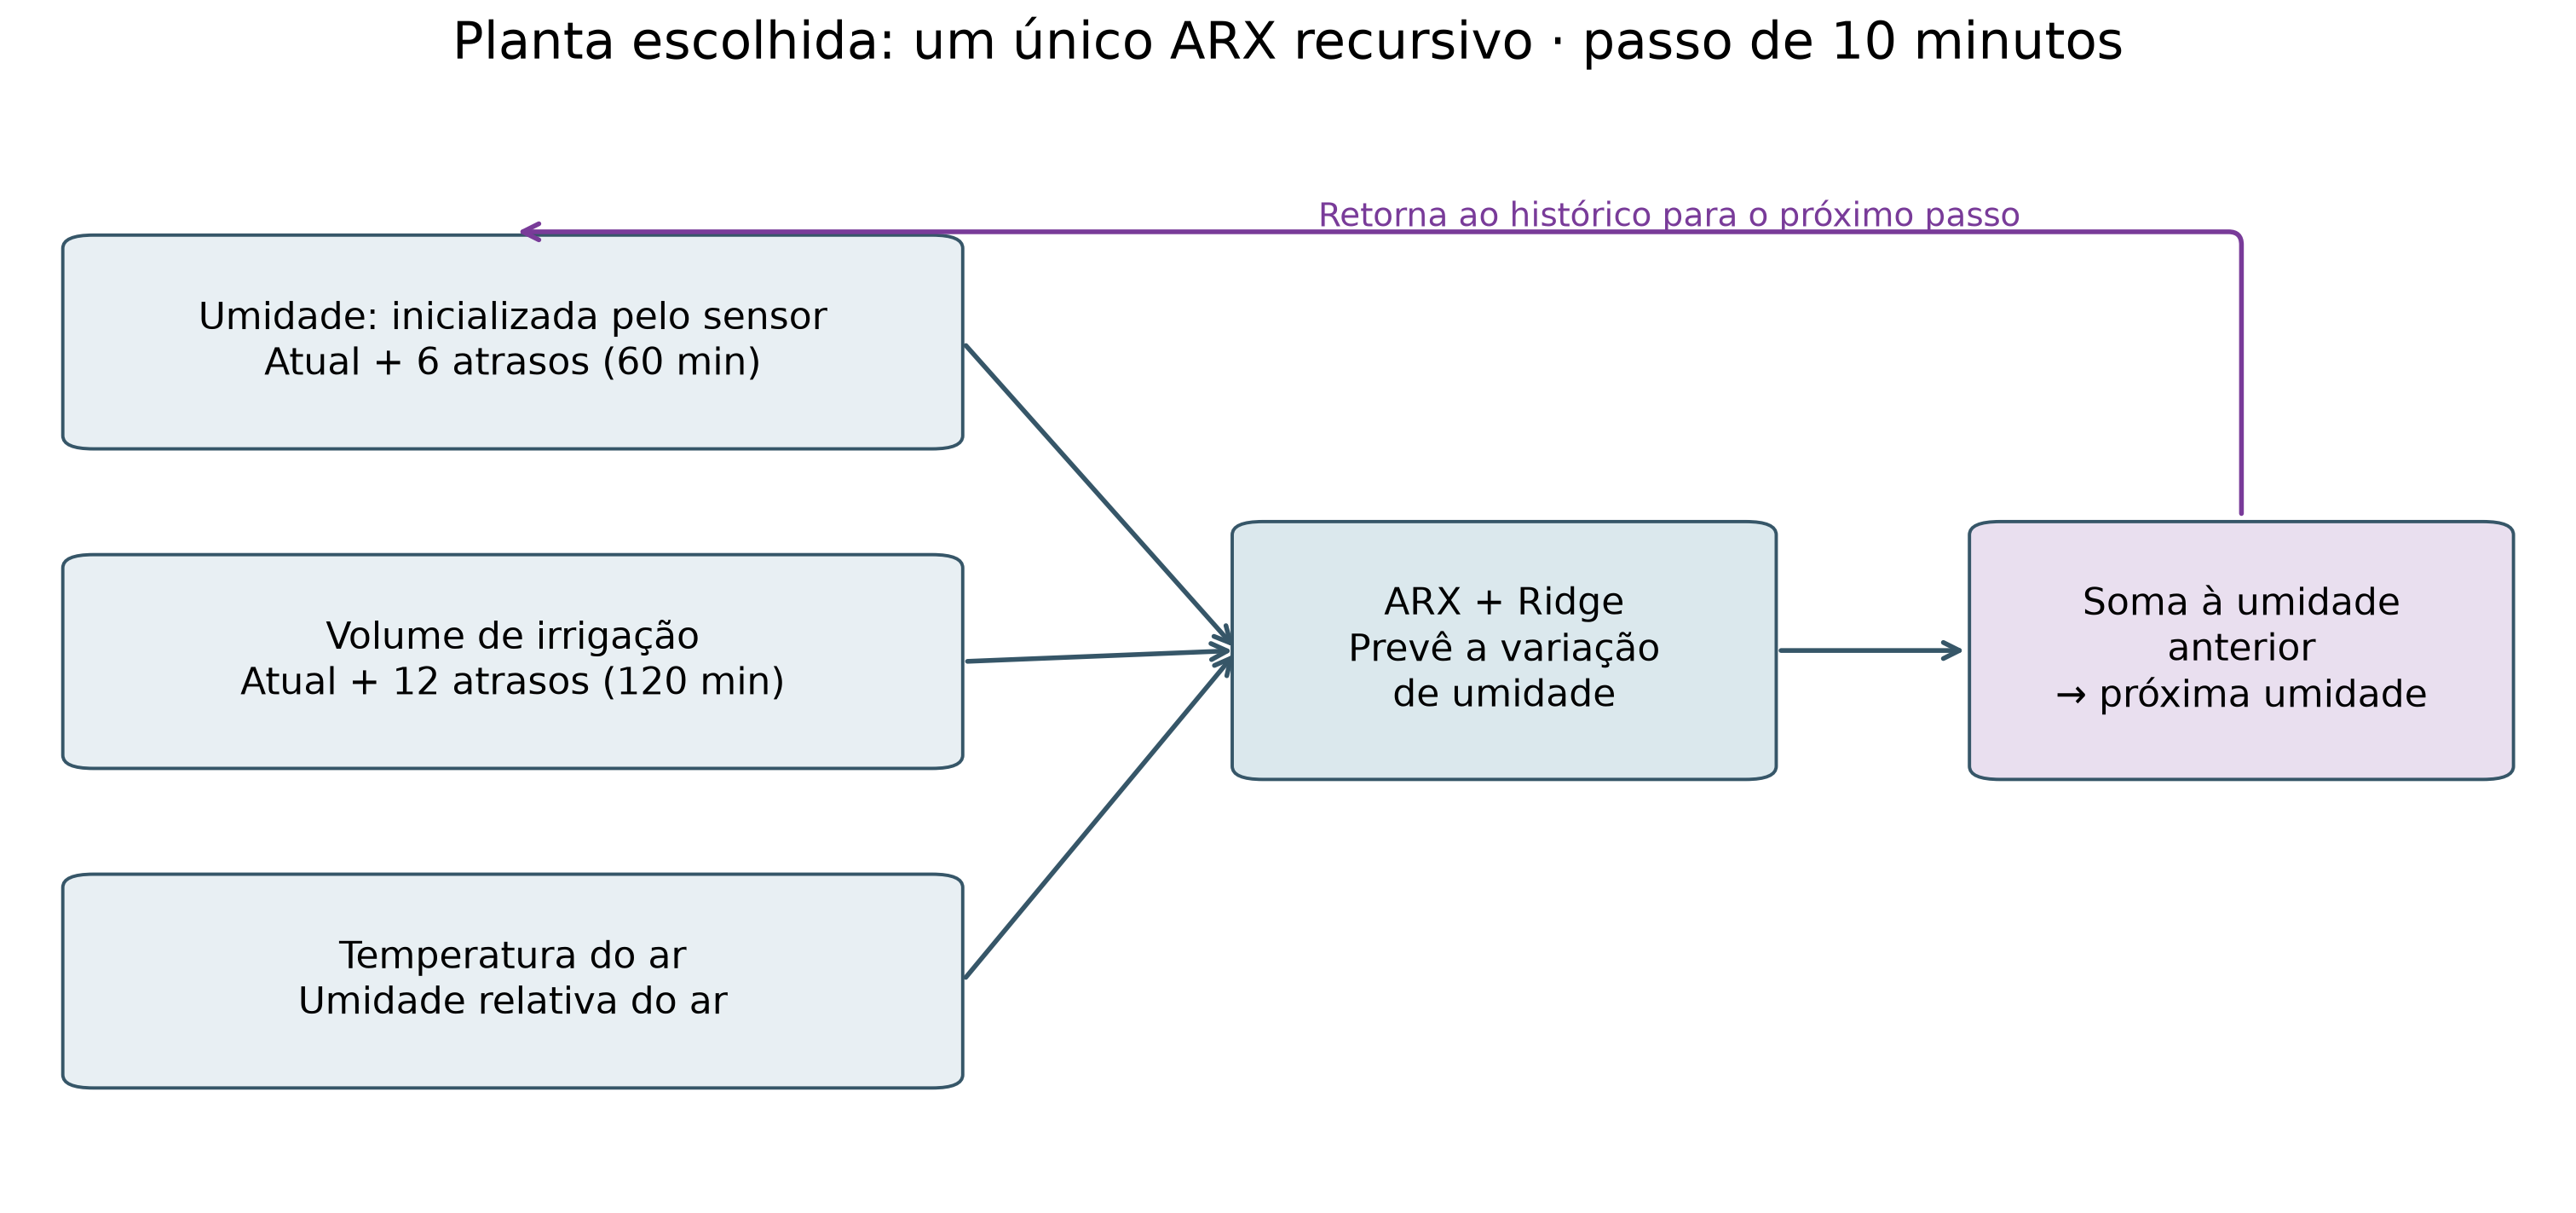 Planta escolhida: um único ARX recursivo · passo de 10 minutos
Retorna ao histórico para o próximo passo
Umidade: inicializada pelo sensor
Atual + 6 atrasos (60 min)
Volume de irrigação
Atual + 12 atrasos (120 min)
Temperatura do ar
Umidade relativa do ar
ARX + Ridge
Prevê a variação
de umidade
Soma à umidade
anterior
→ próxima umidade